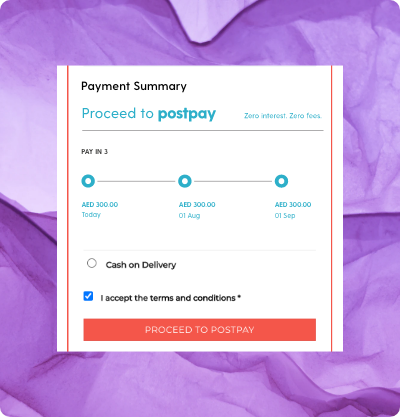 Payment Summary
Proceed to postpay Zero interest. Zero fees.
PAY IN 3
AED 300.00 AED 300.00 AED 300.00
Today 01 Aug 01 Sep
Cash on Delivery
I accept the terms and conditions *
PROCEED TO POSTPAY